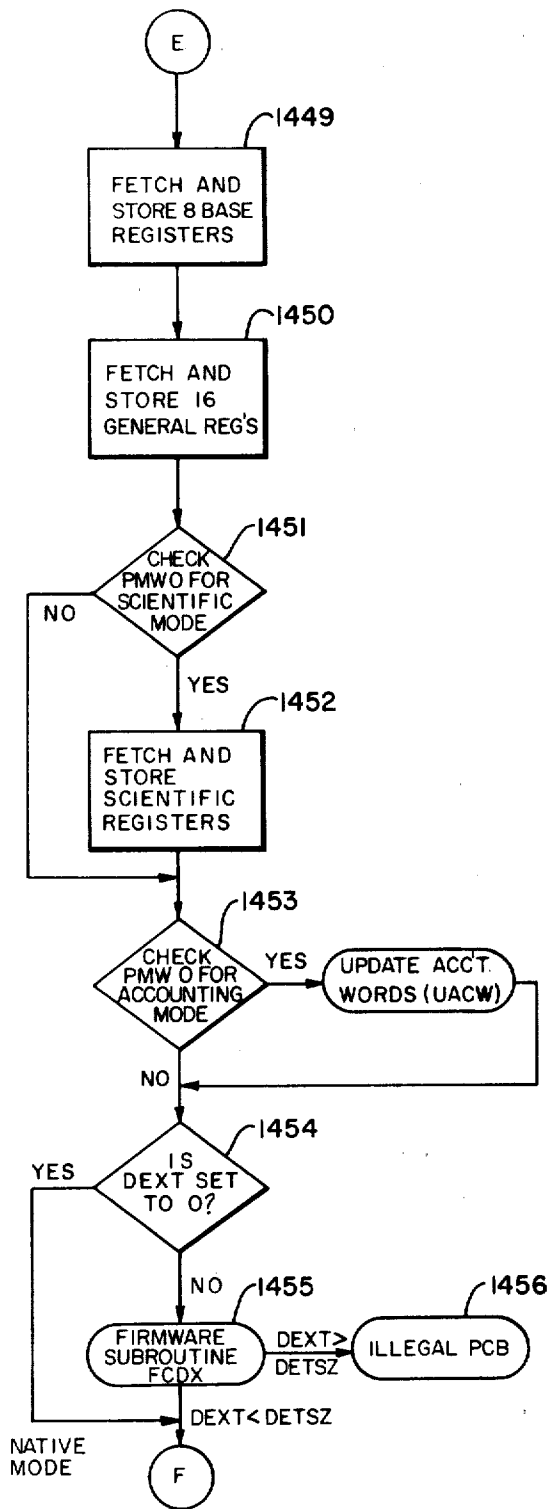 E
1449
FETCH AND
STORE 8 BASE
REGISTERS
1450
FETCH AND
STORE 16
GENERAL REG'S
1451
CHECK
PMWO FOR
SCIENTIFIC
MODE
NO
YES
1452
FETCH AND
STORE
SCIENTIFIC
REGISTERS
1453
CHECK
PMW O FOR
ACCOUNTING
MODE
YES
UPDATE ACC'T.
WORDS (UACW)
NO
1454
IS
DEXT SET
TO O?
YES
NO
1455
FIRMWARE
SUBROUTINE
FCDX
DEXT>
DETSZ
1456
ILLEGAL PCB
DEXT<DETSZ
NATIVE
MODE
F